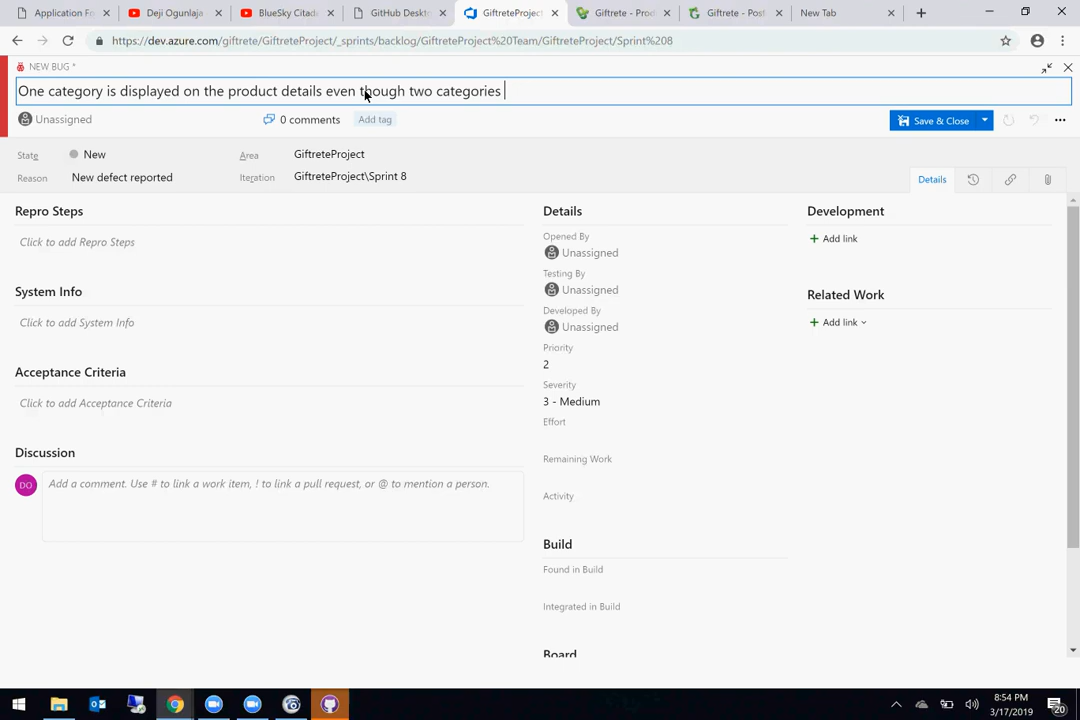 Application Fo
Deji Ogunlaja
BlueSky Citade
GitHub Deskto
GiftreteProject
Giftrete - Prod
Giftrete - Post
New Tab
https://dev.azure.com/giftrete/GiftreteProject/_sprints/backlog/GiftreteProject%20Team/GiftreteProject/Sprint%208
NEW BUG *
One category is displayed on the product details even though two categories
Unassigned
0 comments
Add tag
Save & Close
State
New
Area
GiftreteProject
Reason
New defect reported
Iteration
GiftreteProject\Sprint 8
Details
Repro Steps
Click to add Repro Steps
System Info
Click to add System Info
Acceptance Criteria
Click to add Acceptance Criteria
Discussion
DO
Add a comment. Use # to link a work item, ! to link a pull request, or @ to mention a person.
Details
Opened By
Unassigned
Testing By
Unassigned
Developed By
Unassigned
Priority
2
Severity
3 - Medium
Effort
Remaining Work
Activity
Build
Found in Build
Integrated in Build
Board
Development
Add link
Related Work
Add link
8:54 PM
3/17/2019
20